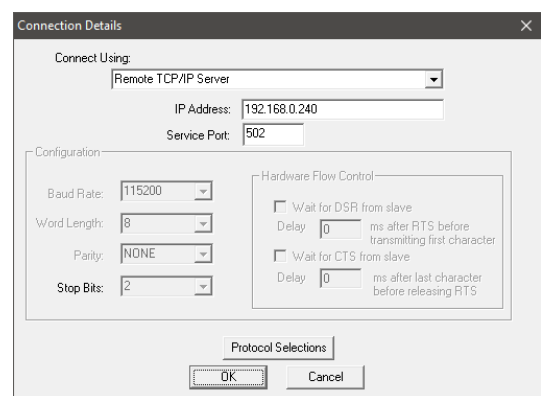 Connection Details
Connect Using:
Remote TCP/IP Server
IP Address: 192.168.0.240
Service Port: 502
Configuration
Baud Rate: 115200
Word Length: 8
Parity: NONE
Stop Bits: 2
Hardware Flow Control
Wait for DSR from slave
Delay 0 ms after RTS before
transmitting first character
Wait for CTS from slave
Delay 0 ms after last character
before releasing RTS
Protocol Selections
OK Cancel